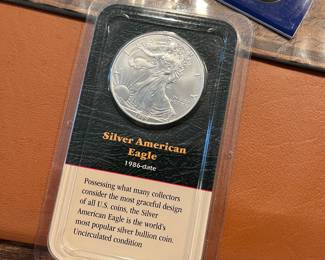 Silver American
Eagle
1986-date
Possessing what many collectors
consider the most graceful design
of all U.S. coins, the Silver
American Eagle is the world's
most popular silver bullion coin.
Uncirculated condition